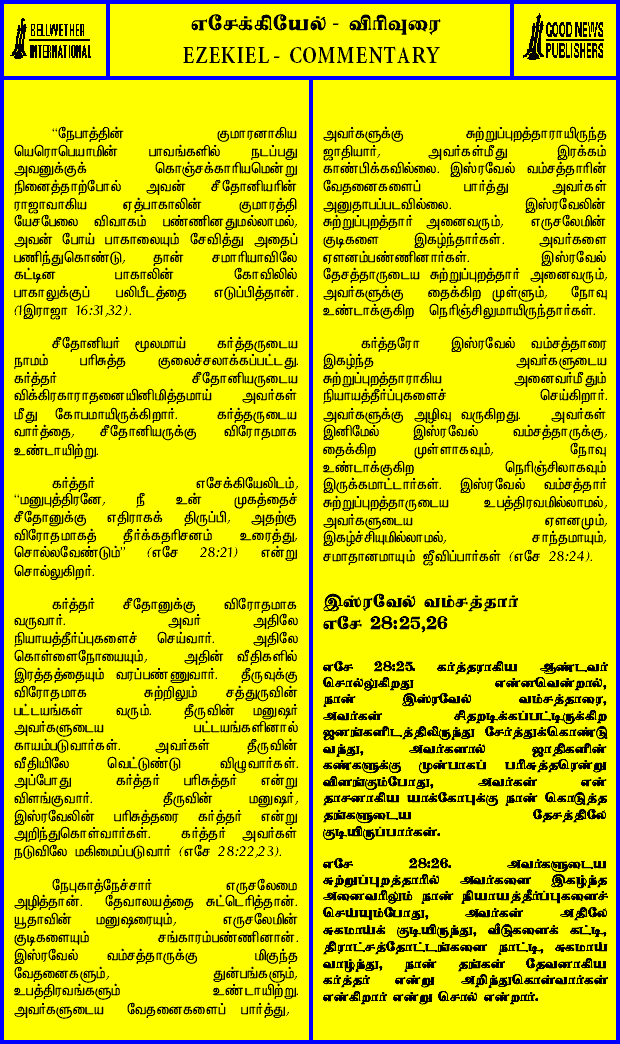 BELLWETHER
INTERNATIONAL
எசேக்கியேல் - விரிவுரை
EZEKIEL - COMMENTARY
GOOD NEWS
PUBLISHERS
“நேபாத்தின் குமாரனாகிய
யெரொபெயாமின் பாவங்களில் நடப்பது
அவனுக்குக் கொஞ்சக்காரியமென்று
நினைத்தாற்போல் அவன் சீதோனியரின்
ராஜாவாகிய ஏத்பாகாலின் குமாரத்தி
யேசபேலை விவாகம் பண்ணினதுமல்லாமல்,
அவன் போய் பாகாலையும் சேவித்து அதைப்
பணிந்துகொண்டு, தான் சமாரியாவிலே
கட்டின பாகாலின் கோவிலில்
பாகாலுக்குப் பலிபீடத்தை எடுப்பித்தான்.
(1இராஜா 16:31,32).
சீதோனியர் மூலமாய் கர்த்தருடைய
நாமம் பரிசுத்த குலைச்சலாக்கப்பட்டது.
கர்த்தர் சீதோனியருடைய
விக்கிரகாராதனையினிமித்தமாய் அவர்கள்
மீது கோபமாயிருக்கிறார். கர்த்தருடைய
வார்த்தை, சீதோனியருக்கு விரோதமாக
உண்டாயிற்று.
கர்த்தர் எசேக்கியேலிடம்,
“மனுபுத்திரனே, நீ உன் முகத்தைச்
சீதோனுக்கு எதிராகக் திருப்பி, அதற்கு
விரோதமாகத் தீர்க்கதரிசனம் உரைத்து,
சொல்லவேண்டும்” (எசே 28:21) என்று
சொல்லுகிறர்.
கர்த்தர் சீதோனுக்கு விரோதமாக
வருவார். அவர் அதிலே
நியாயத்தீர்ப்புகளைச் செய்வார். அதிலே
கொள்ளைநோயையும், அதின் வீதிகளில்
இரத்தத்தையும் வரப்பண்ணுவார். தீருவுக்கு
விரோதமாக சுற்றிலும் சத்துருவின்
பட்டயங்கள் வரும். தீருவின் மனுஷர்
அவர்களுடைய பட்டயங்களினால்
காயம்படுவார்கள். அவர்கள் தீருவின்
வீதியிலே வெட்டுண்டு விழுவார்கள்.
அப்போது கர்த்தர் பரிசுத்தர் என்று
விளங்குவார். தீருவின் மனுஷர்,
இஸ்ரவேலின் பரிசுத்தரை கர்த்தர் என்று
அறிந்துகொள்வார்கள். கர்த்தர் அவர்கள்
நடுவிலே மகிமைப்படுவார் (எசே 28:22,23).
நேபுகாத்நேச்சார் எருசலேமை
அழித்தான். தேவாலயத்தை சுட்டெரித்தான்.
யூதாவின் மனுஷரையும், எருசலேமின்
குடிகளையும் சங்காரம்பண்ணினான்.
இஸ்ரவேல் வம்சத்தாருக்கு மிகுந்த
வேதனைகளும், துன்பங்களும்,
உபத்திரவங்களும் உண்டாயிற்று.
அவர்களுடைய வேதனைகளைப் பார்த்து,
அவர்களுக்கு சுற்றுப்புறத்தாராயிருந்த
ஜாதியார், அவர்கள்மீது இரக்கம்
காண்பிக்கவில்லை. இஸ்ரவேல் வம்சத்தாரின்
வேதனைகளைப் பார்த்து அவர்கள்
அனுதாபப்படவில்லை. இஸ்ரவேலின்
சுற்றுப்புறத்தார் அனைவரும், எருசலேமின்
குடிகளை இகழ்ந்தார்கள். அவர்களை
ஏளனம்பண்ணினார்கள். இஸ்ரவேல்
தேசத்தாருடைய சுற்றுப்புறத்தார் அனைவரும்,
அவர்களுக்கு தைக்கிற முள்ளும், நோவு
உண்டாக்குகிற நெரிஞ்சிலுமாயிருந்தார்கள்.
கர்த்தரோ இஸ்ரவேல் வம்சத்தாரை
இகழ்ந்த அவர்களுடைய
சுற்றுப்புறத்தாராகிய அனைவர்மீதும்
நியாயத்தீர்ப்புகளைச் செய்கிறார்.
அவர்களுக்கு அழிவு வருகிறது. அவர்கள்
இனிமேல் இஸ்ரவேல் வம்சத்தாருக்கு,
தைக்கிற முள்ளாகவும், நோவு
உண்டாக்குகிற நெரிஞ்சிலாகவும்
இருக்கமாட்டார்கள். இஸ்ரவேல் வம்சத்தார்
சுற்றுப்புறத்தாருடைய உபத்திரவமில்லாமல்,
அவர்களுடைய ஏளனமும்,
இகழ்ச்சியுமில்லாமல், சாந்தமாயும்,
சமாதானமாயும் ஜீவிப்பார்கள் (எசே 28:24).
இஸ்ரவேல் வம்சத்தார்
எசே 28:25,26
எசே 28:25. கர்த்தராகிய ஆண்டவர்
சொல்லுகிறது என்னவென்றால்,
நான் இஸ்ரவேல் வம்சத்தாரை,
அவர்கள் சிதறடிக்கப்பட்டிருக்கிற
ஜனங்களிடத்திலிருந்து சேர்த்துக்கொண்டு
வந்து, அவர்களால் ஜாதிகளின்
கண்களுக்கு முன்பாகப் பரிசுத்தரென்று
விளங்கும்போது, அவர்கள் என்
தாசனாகிய யாக்கோபுக்கு நான் கொடுத்த
தங்களுடைய தேசத்திலே
குடியிருப்பார்கள்.
எசே 28:26. அவர்களுடைய
சுற்றுப்புறத்தாரில் அவர்களை இகழ்ந்த
அனைவரிலும் நான் நியாயத்தீர்ப்புகளைச்
செய்யும்போது, அவர்கள் அதிலே
சுகமாய்க் குடியிருந்து, வீடுகளைக் கட்டி,
திராட்சத்தோட்டங்களை நாட்டி, சுகமாய்
வாழ்ந்து, நான் தங்கள் தேவனாகிய
கர்த்தர் என்று அறிந்துகொள்வார்கள்
என்கிறார் என்று சொல் என்றார்.